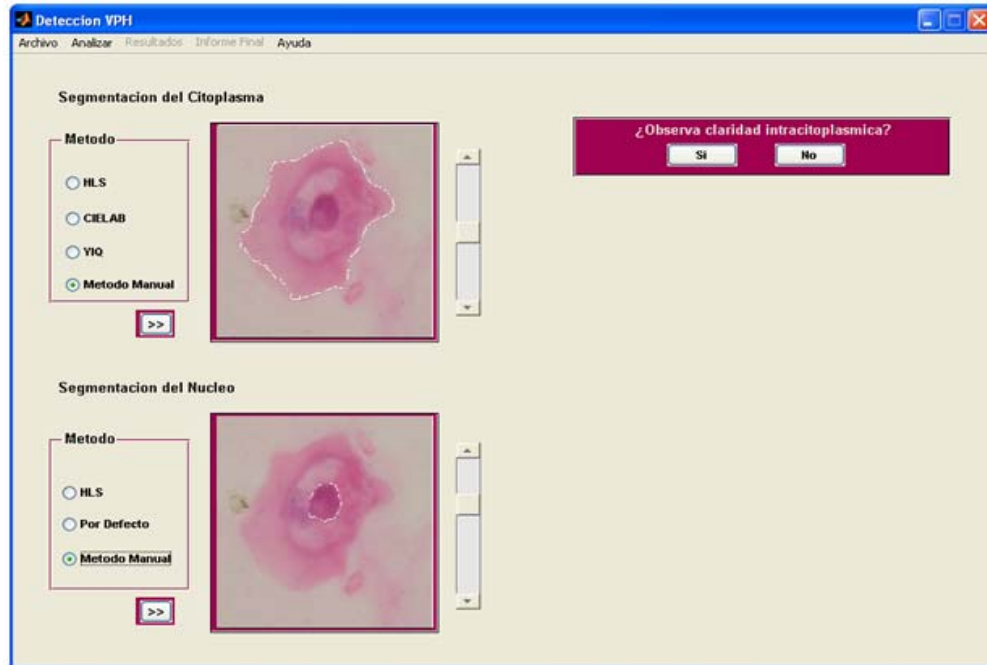 Deteccion VPH
Archivo Analizar Resultados Informe Final Ayuda
Segmentacion del Citoplasma
Metodo
HLS
CIELAB
YIQ
Metodo Manual
>>
¿Observa claridad intracitoplasmica?
Si No
Segmentacion del Nucleo
Metodo
HLS
Por Defecto
Metodo Manual
>>